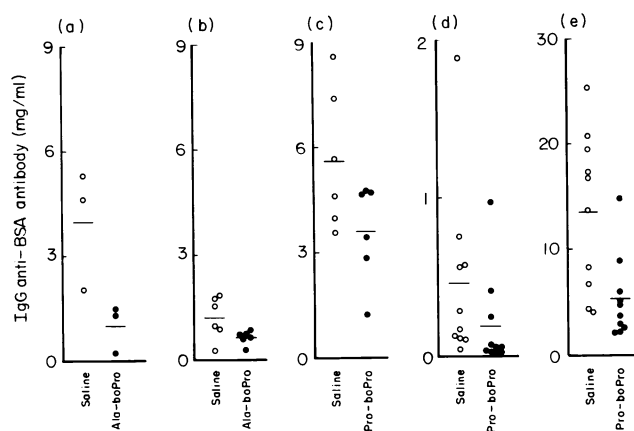 (a)
(b)
(c)
(d)
(e)
IgG anti-BSA antibody (mg/ml)
9
6
3
0
Saline
Ala-boPro
9
6
3
0
Saline
Ala-boPro
9
6
3
0
Saline
Pro-boPro
2
1
0
Saline
Pro-boPro
30
20
10
0
Saline
Pro-boPro